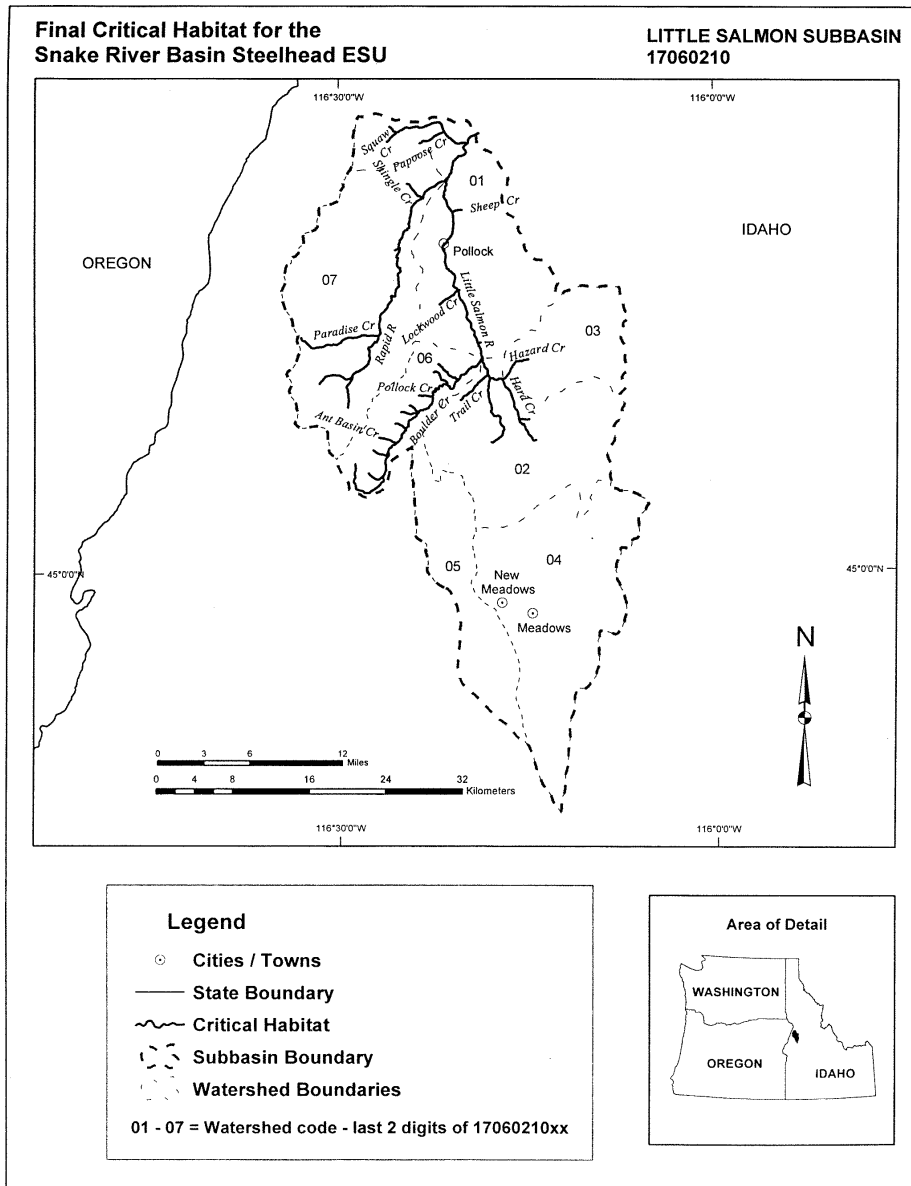 Final Critical Habitat for the
Snake River Basin Steelhead ESU
LITTLE SALMON SUBBASIN
17060210
116°30'0"W
116°0'0"W
Squaw
Cr
Papoose Cr
Shingle Cr
01
Sheep Cr
IDAHO
OREGON
Pollock
07
Little Salmon R
Lockwood Cr
03
Paradise Cr
Rapid R
06
Hazard Cr
Pollock Cr
Hard Cr
Boulder Cr
Trail Cr
Ant Basin Cr
02
45°0'0"N
05
04
45°0'0"N
New
Meadows
Meadows
N
0 3 6 12
Miles
0 4 8 16 24 32
Kilometers
116°30'0"W
116°0'0"W
Legend
Cities / Towns
State Boundary
Critical Habitat
Subbasin Boundary
Watershed Boundaries
01 - 07 = Watershed code - last 2 digits of 17060210xx
Area of Detail
WASHINGTON
OREGON
IDAHO